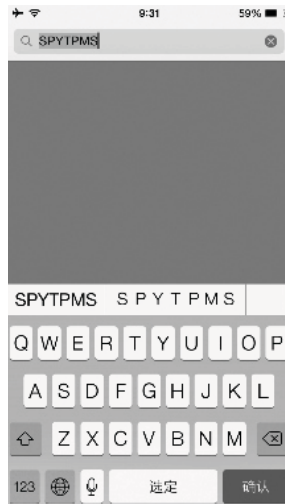 9:31 59%
SPYTPMS
SPYTPMS S P Y T P M S
Q W E R T Y U I O P
A S D F G H J K L
Z X C V B N M
123 选定 确认